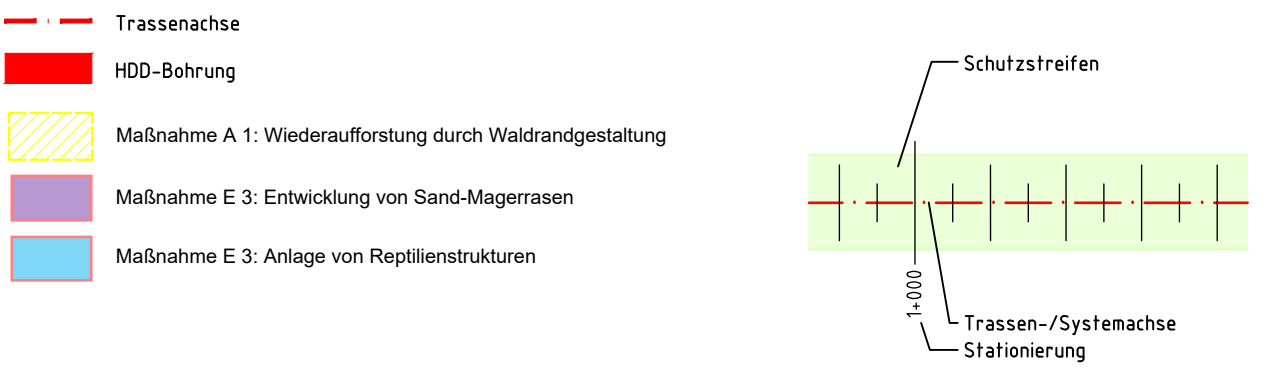 Trassenachse
HDD-Bohrung
Maßnahme A 1: Wiederaufforstung durch Waldrandgestaltung
Maßnahme E 3: Entwicklung von Sand-Magerrasen
Maßnahme E 3: Anlage von Reptilienstrukturen
Schutzstreifen
1+000
Trassen-/Systemachse
Stationierung